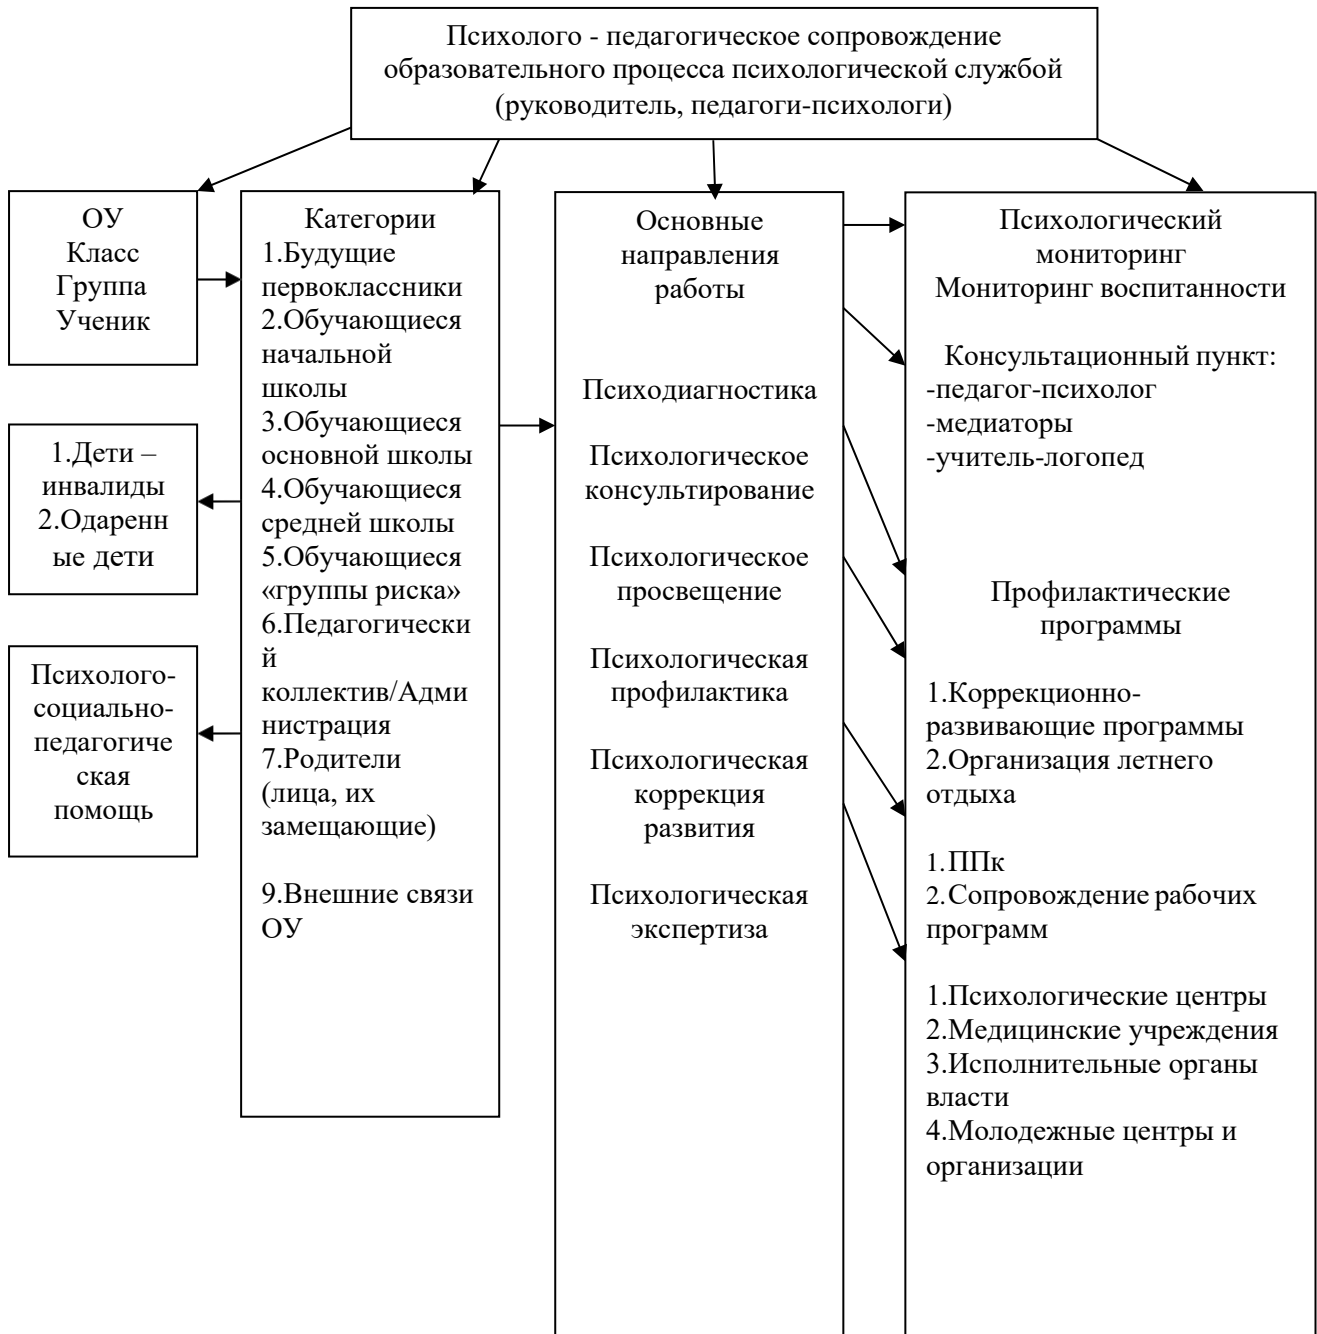 Психолого - педагогическое сопровождение
образовательного процесса психологической службой
(руководитель, педагоги-психологи)
ОУ
Класс
Группа
Ученик
1.Дети –
инвалиды
2.Одаренн
ые дети
Психолого-
социально-
педагогиче
ская
помощь
Категории
1.Будущие
первоклассники
2.Обучающиеся
начальной
школы
3.Обучающиеся
основной школы
4.Обучающиеся
средней школы
5.Обучающиеся
«группы риска»
6.Педагогически
й
коллектив/Адми
нистрация
7.Родители
(лица, их
замещающие)
9.Внешние связи
ОУ
Основные
направления
работы
Психодиагностика
Психологическое
консультирование
Психологическое
просвещение
Психологическая
профилактика
Психологическая
коррекция
развития
Психологическая
экспертиза
Психологический
мониторинг
Мониторинг воспитанности
Консультационный пункт:
-педагог-психолог
-медиаторы
-учитель-логопед
Профилактические
программы
1.Коррекционно-
развивающие программы
2.Организация летнего
отдыха
1.ППк
2.Сопровождение рабочих
программ
1.Психологические центры
2.Медицинские учреждения
3.Исполнительные органы
власти
4.Молодежные центры и
организации